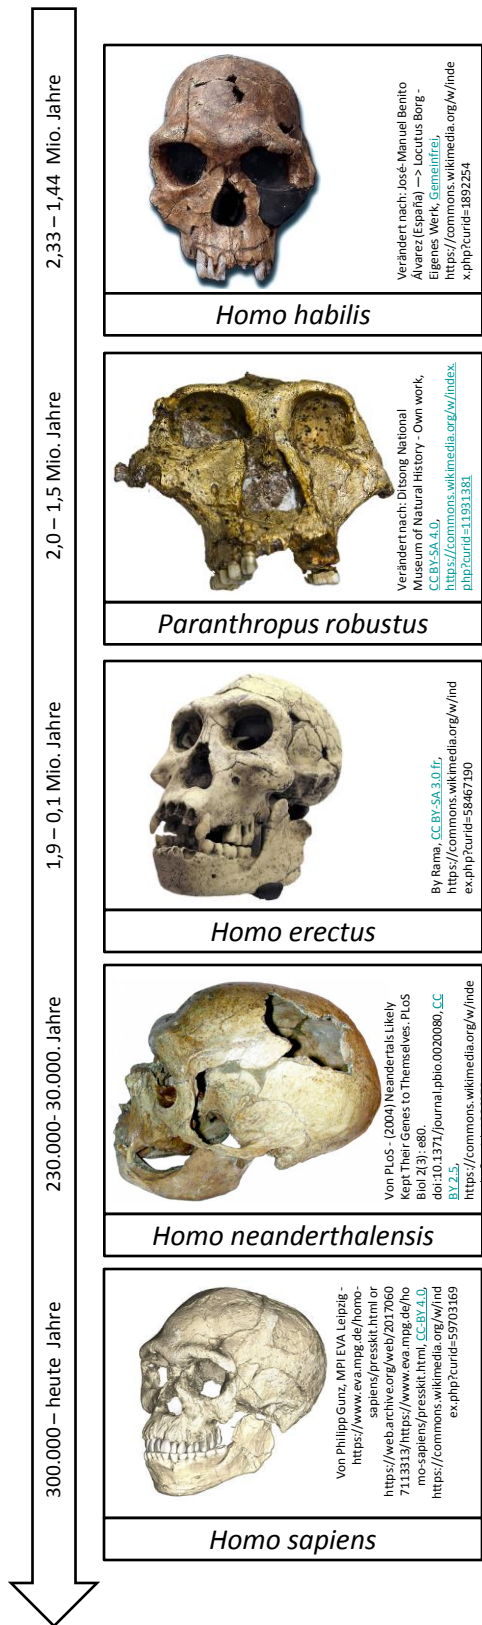 2,33 – 1,44 Mio. Jahre
Verändert nach: José-Manuel Benito
Álvarez (España) —> Locutus Borg -
Eigenes Werk, Gemeinfrei,
https://commons.wikimedia.org/w/inde
x.php?curid=1892254
Homo habilis
2,0 – 1,5 Mio. Jahre
Verändert nach: Ditsong National
Museum of Natural History - Own work,
CC BY-SA 4.0,
https://commons.wikimedia.org/w/index.
php?curid=11931381
Paranthropus robustus
1,9 – 0,1 Mio. Jahre
By Rama, CC BY-SA 3.0 fr,
https://commons.wikimedia.org/w/ind
ex.php?curid=58467190
Homo erectus
230.000- 30.000. Jahre
Von PLoS - (2004) Neandertals Likely
Kept Their Genes to Themselves. PLoS
Biol 2(3): e80.
doi:10.1371/journal.pbio.0020080, CC
BY 2.5,
https://commons.wikimedia.org/w/inde
Homo neanderthalensis
300.000 – heute Jahre
Von Philipp Gunz, MPI EVA Leipzig -
https://www.eva.mpg.de/homo-
sapiens/presskit.html or
https://web.archive.org/web/2017060
7113313/https://www.eva.mpg.de/ho
mo-sapiens/presskit.html, CC-BY 4.0,
https://commons.wikimedia.org/w/ind
ex.php?curid=59703169
Homo sapiens